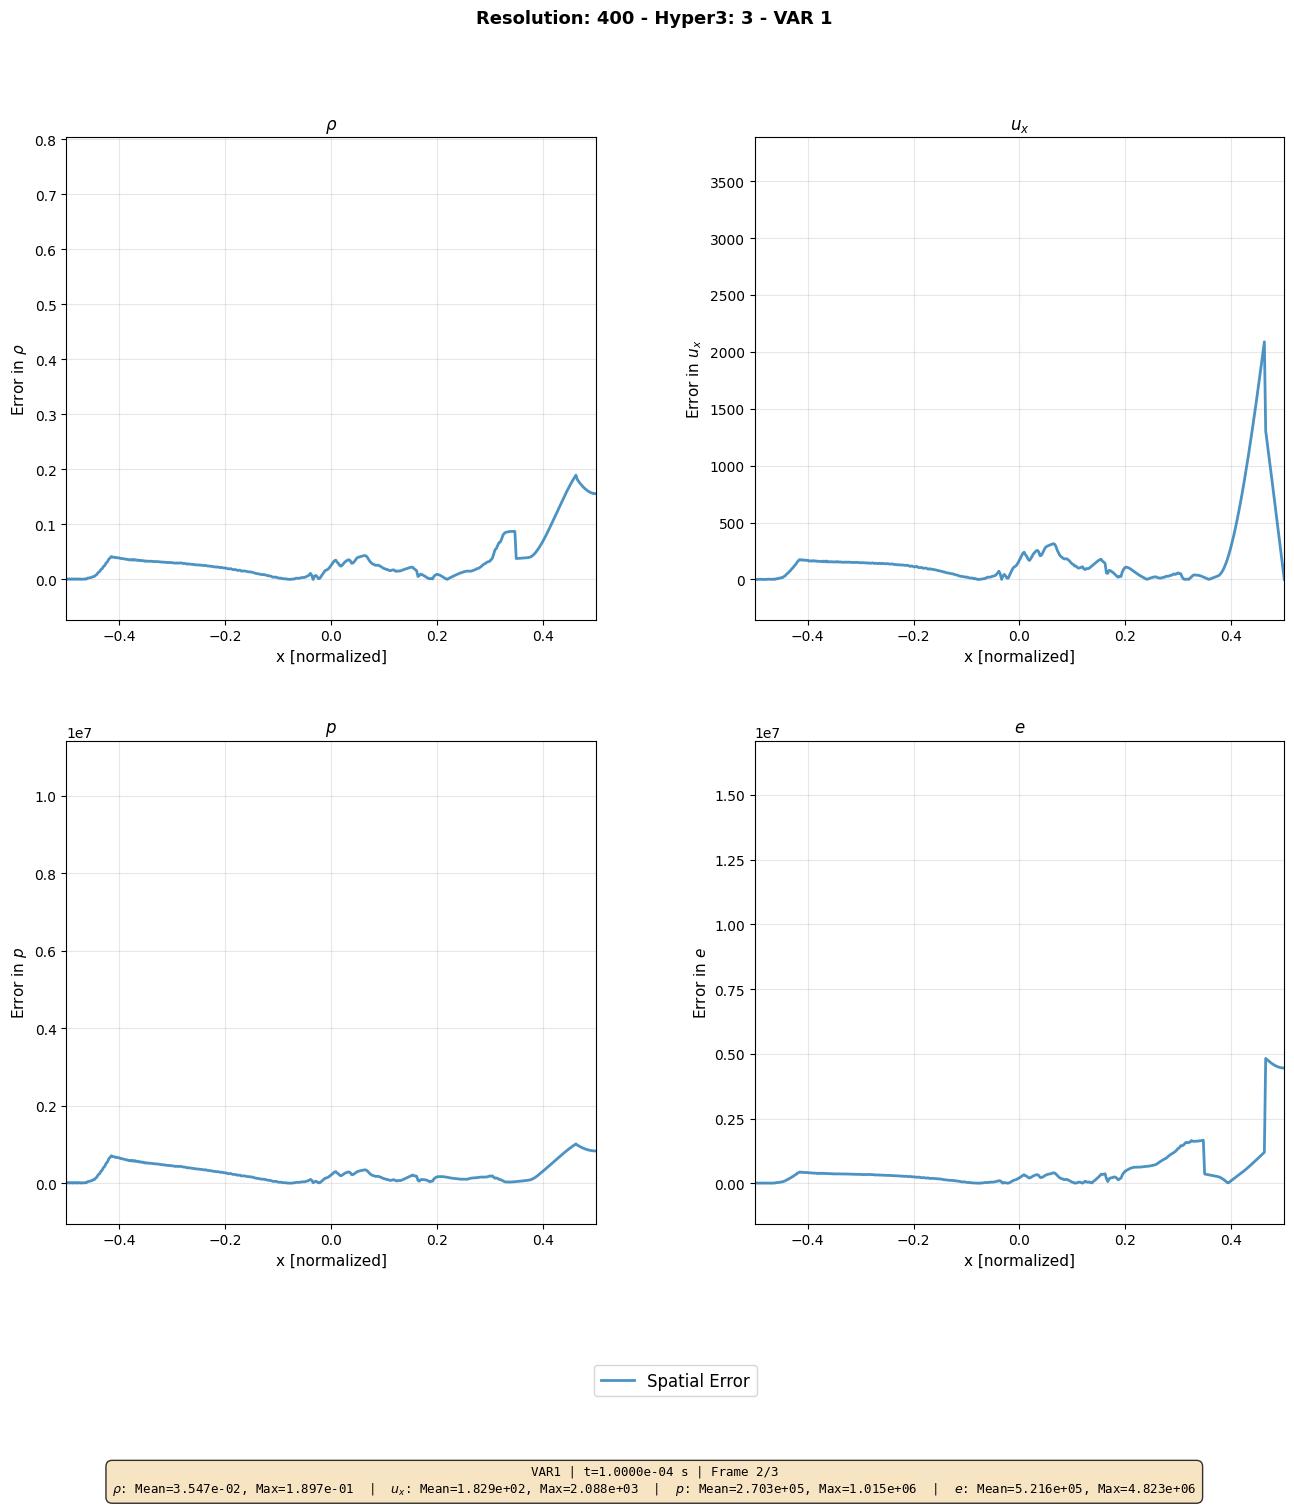 Resolution: 400 - Hyper3: 3 - VAR 1
ρ
0.8
0.7
0.6
0.5
0.4
0.3
0.2
0.1
0.0
Error in ρ
−0.4 −0.2 0.0 0.2 0.4
x [normalized]
u_x
3500
3000
2500
2000
1500
1000
500
0
Error in u_x
−0.4 −0.2 0.0 0.2 0.4
x [normalized]
p
1e7
1.0
0.8
0.6
0.4
0.2
0.0
Error in p
−0.4 −0.2 0.0 0.2 0.4
x [normalized]
e
1e7
1.50
1.25
1.00
0.75
0.50
0.25
0.00
Error in e
−0.4 −0.2 0.0 0.2 0.4
x [normalized]
Spatial Error
VAR1 | t=1.0000e-04 s | Frame 2/3
ρ: Mean=3.547e-02, Max=1.897e-01 | u_x: Mean=1.829e+02, Max=2.088e+03 | p: Mean=2.703e+05, Max=1.015e+06 | e: Mean=5.216e+05, Max=4.823e+06